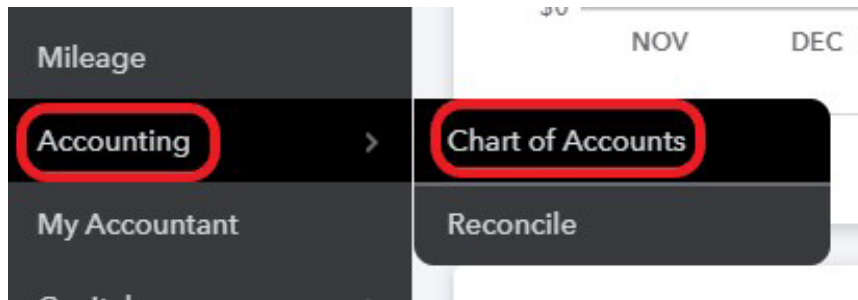 $0
NOV DEC
Mileage
Accounting >
Chart of Accounts
My Accountant
Reconcile